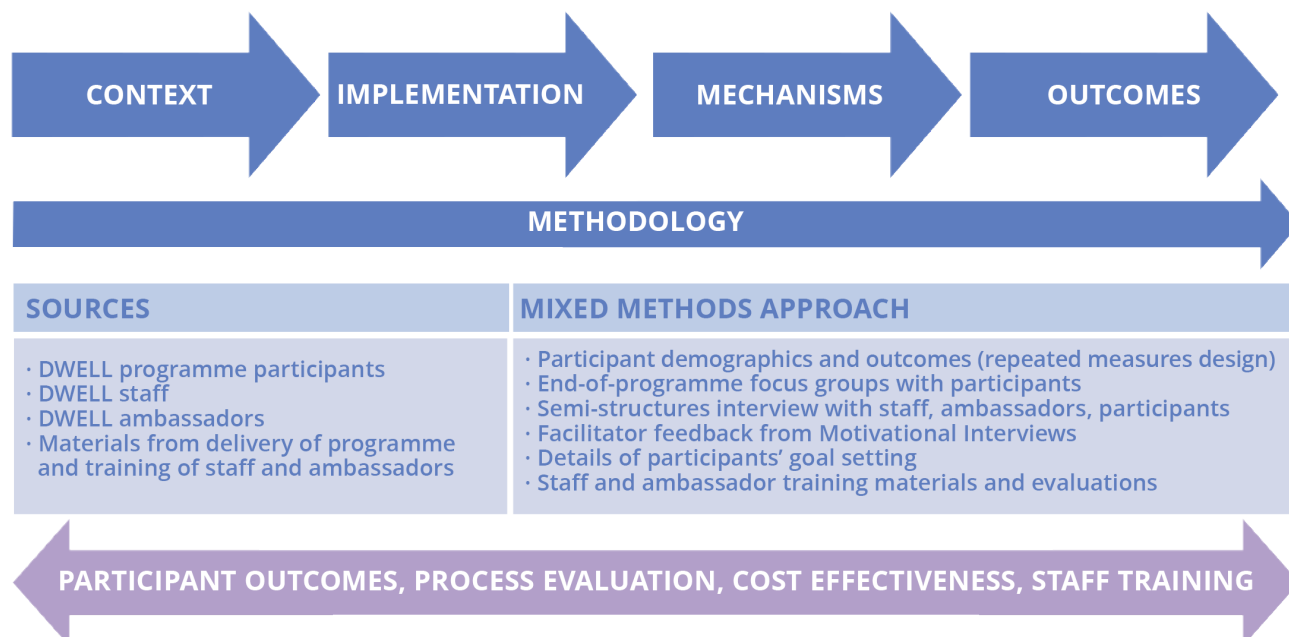 CONTEXT
IMPLEMENTATION
MECHANISMS
OUTCOMES
METHODOLOGY
SOURCES
· DWELL programme participants
· DWELL staff
· DWELL ambassadors
· Materials from delivery of programme
and training of staff and ambassadors
MIXED METHODS APPROACH
· Participant demographics and outcomes (repeated measures design)
· End-of-programme focus groups with participants
· Semi-structures interview with staff, ambassadors, participants
· Facilitator feedback from Motivational Interviews
· Details of participants’ goal setting
· Staff and ambassador training materials and evaluations
PARTICIPANT OUTCOMES, PROCESS EVALUATION, COST EFFECTIVENESS, STAFF TRAINING